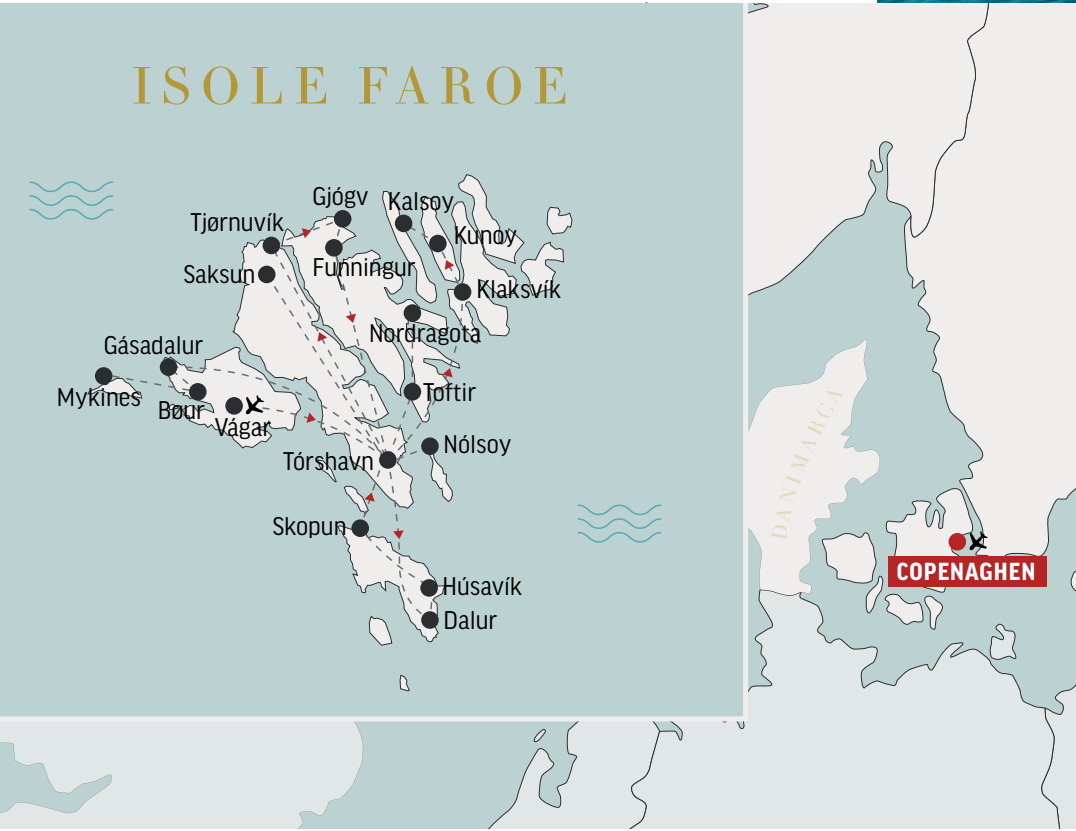 ISOLE FAROE
Gjógv
Kalsoy
Tjørnuvík
Kunoy
Saksun
Funningur
Klaksvík
Nordragota
Gásadalur
Mykines
Bøur
Toftir
Vágar
Nólsoy
Tórshavn
Skopun
Húsavík
Dalur
DANIMARCA
COPENAGHEN